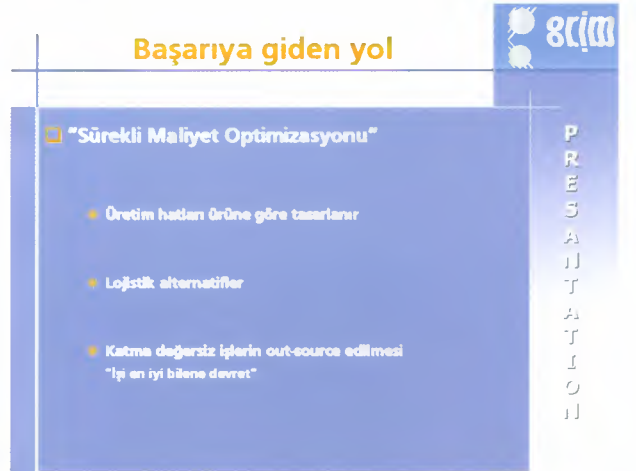 Başarıya giden yol
"Sürekli Maliyet Optimizasyonu"
Üretim hatları ürüne göre tasarlanır
Lojistik alternatifler
Katma değersiz işlerin out-source edilmesi
"İşi en iyi bilene devret"
PRESANTATION